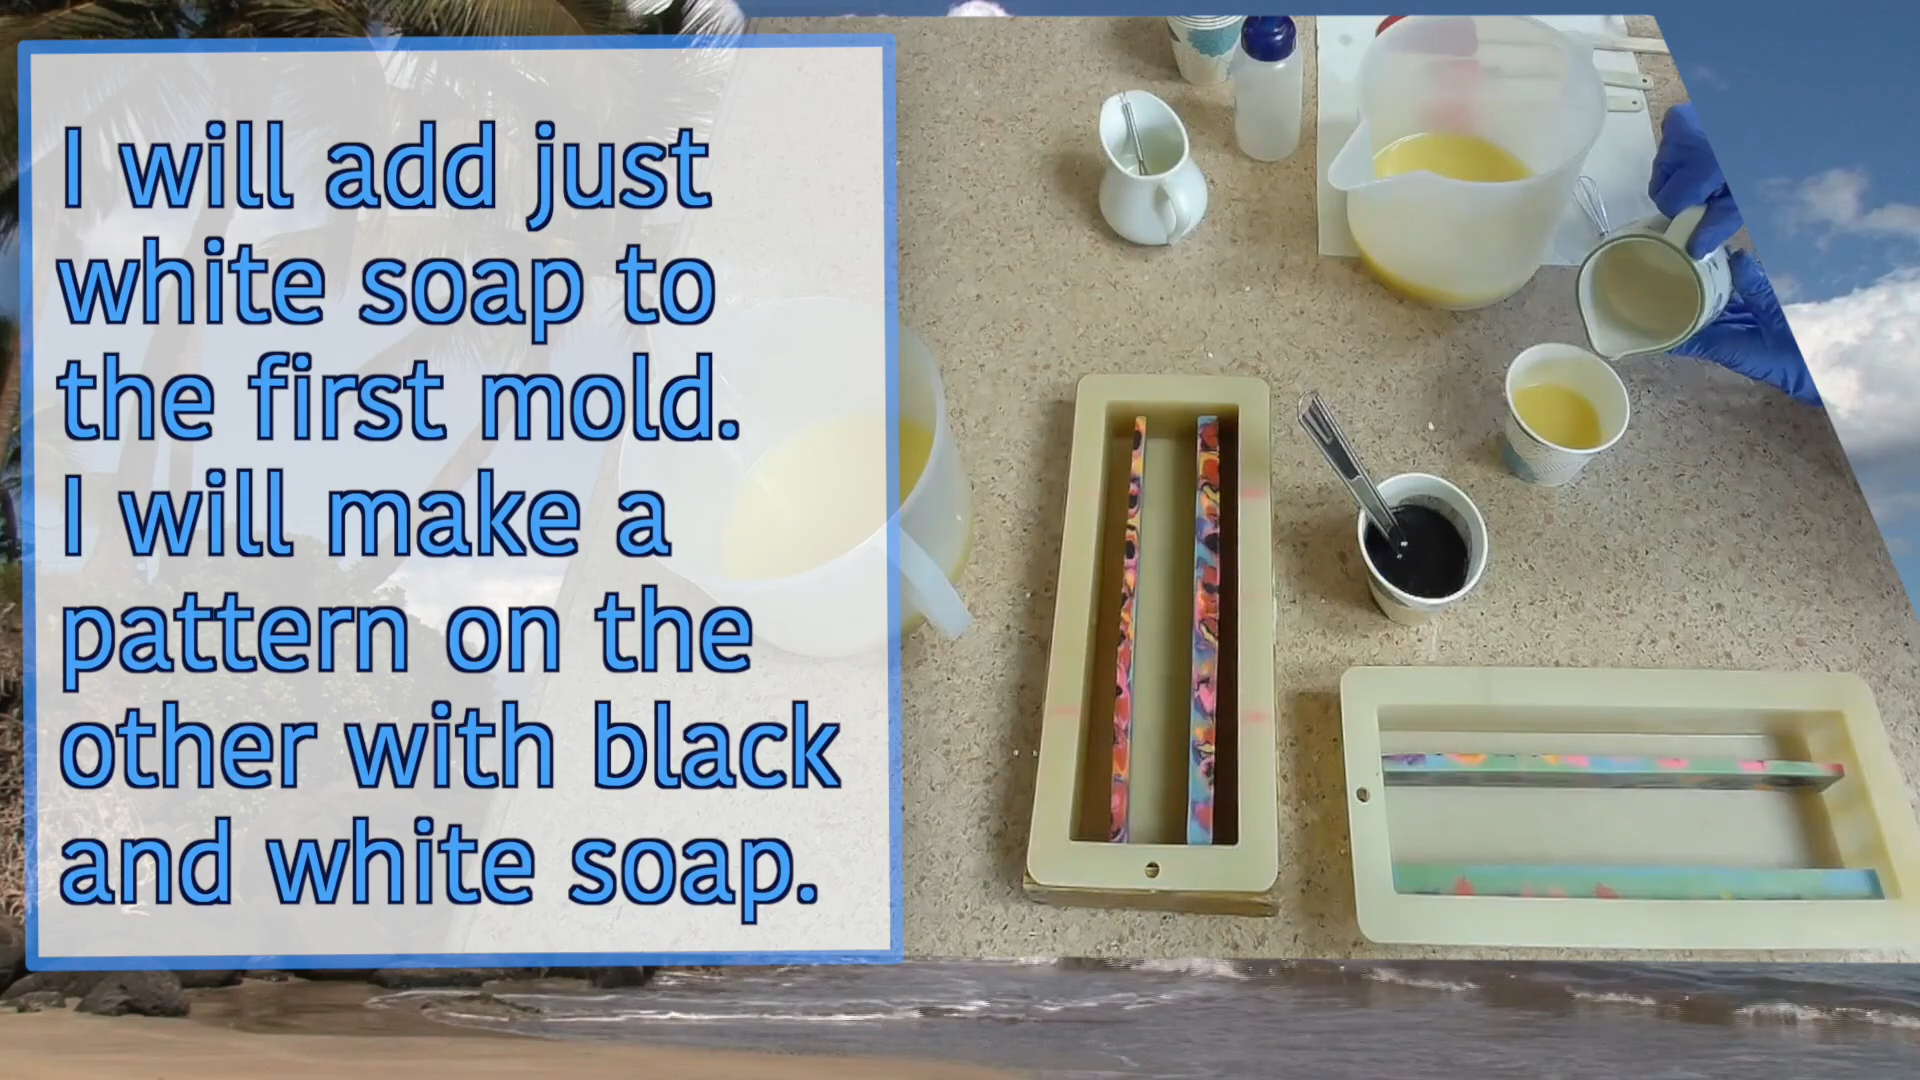 I will add just
white soap to
the first mold.
I will make a
pattern on the
other with black
and white soap.